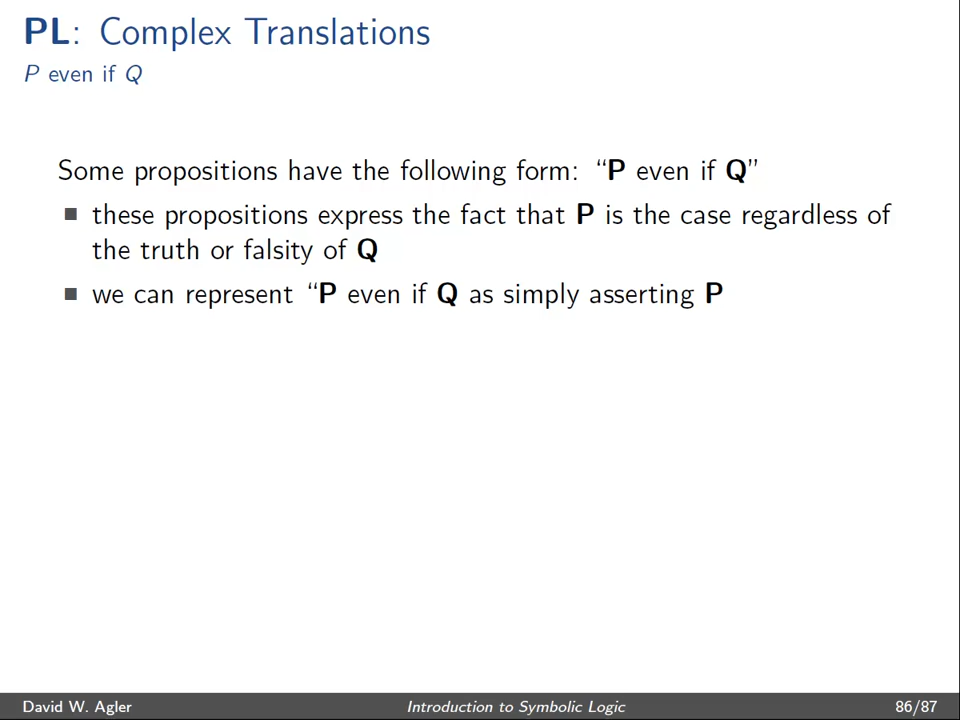 PL: Complex Translations
P even if Q
Some propositions have the following form: “P even if Q”
■ these propositions express the fact that P is the case regardless of
the truth or falsity of Q
■ we can represent “P even if Q as simply asserting P
David W. Agler Introduction to Symbolic Logic 86/87